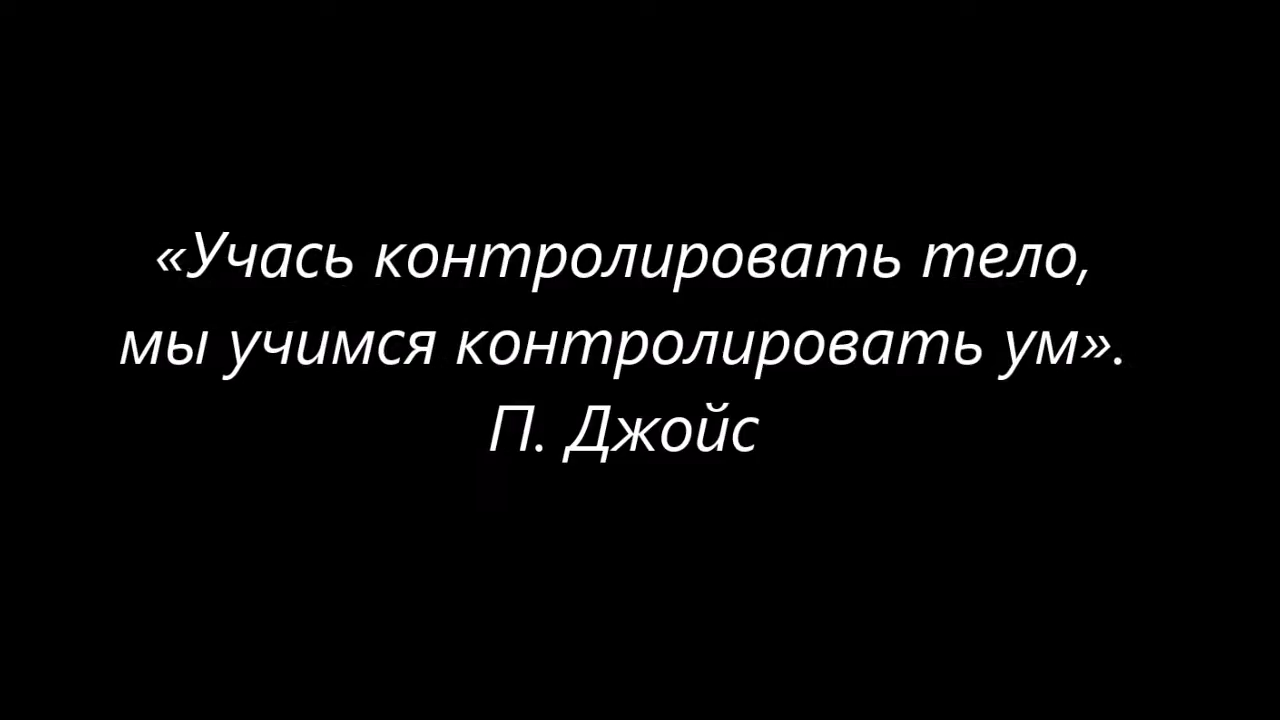 «Учась контролировать тело,
мы учимся контролировать ум».
П. Джойс